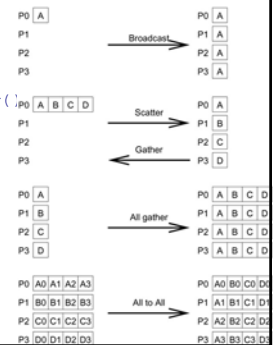 P0 A P0 A
P1 P1 A
Broadcast
P2 P2 A
P3 P3 A
( ) P0 A B C D P0 A
Scatter
P1 P1 B
P2 P2 C
Gather
P3 P3 D
P0 A P0 A B C D
P1 B P1 A B C D
All gather
P2 C P2 A B C D
P3 D P3 A B C D
P0 A0 A1 A2 A3 P0 A0 B0 C0 D0
P1 B0 B1 B2 B3 All to All P1 A1 B1 C1 D1
P2 C0 C1 C2 C3 P2 A2 B2 C2 D2
P3 D0 D1 D2 D3 P3 A3 B3 C3 D3